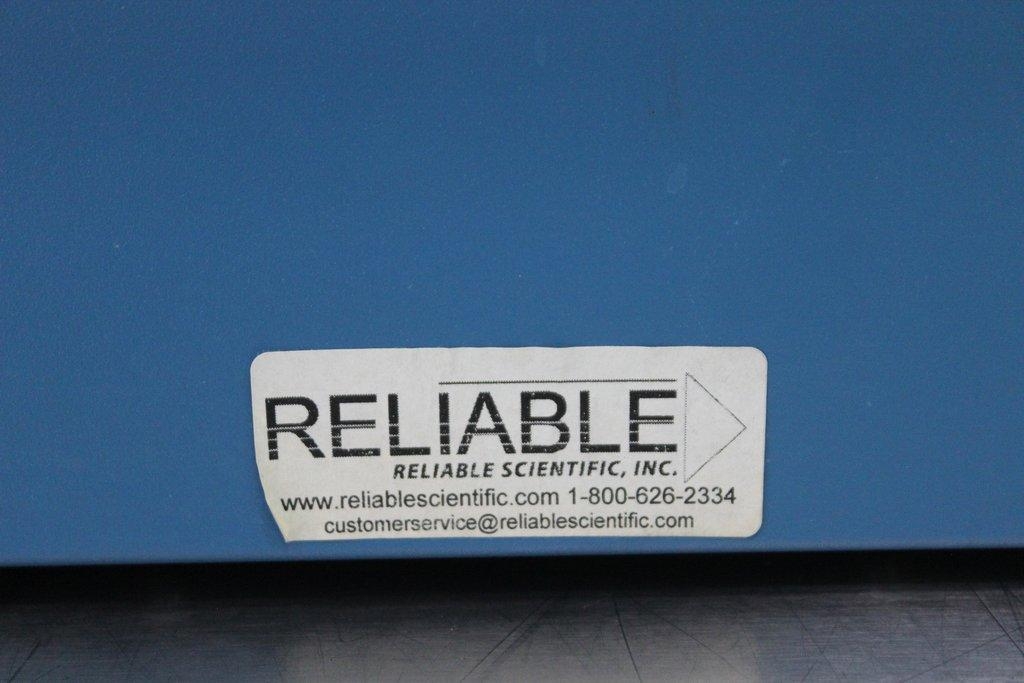 RELIABLE
RELIABLE SCIENTIFIC, INC.
www.reliablescientific.com 1-800-626-2334
customerservice@reliablescientific.com